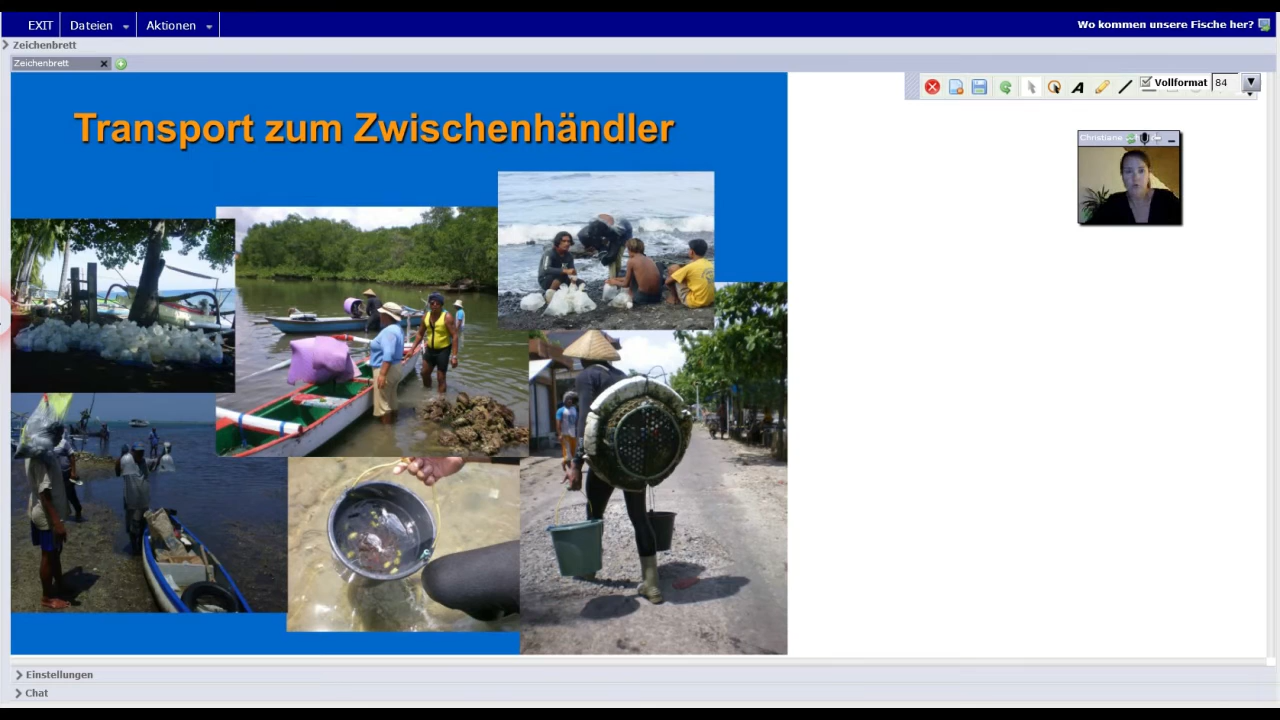 EXIT Dateien Aktionen Wo kommen unsere Fische her?
Zeichenbrett
Zeichenbrett
Vollformat 84
Transport zum Zwischenhändler
Christiane
Einstellungen
Chat